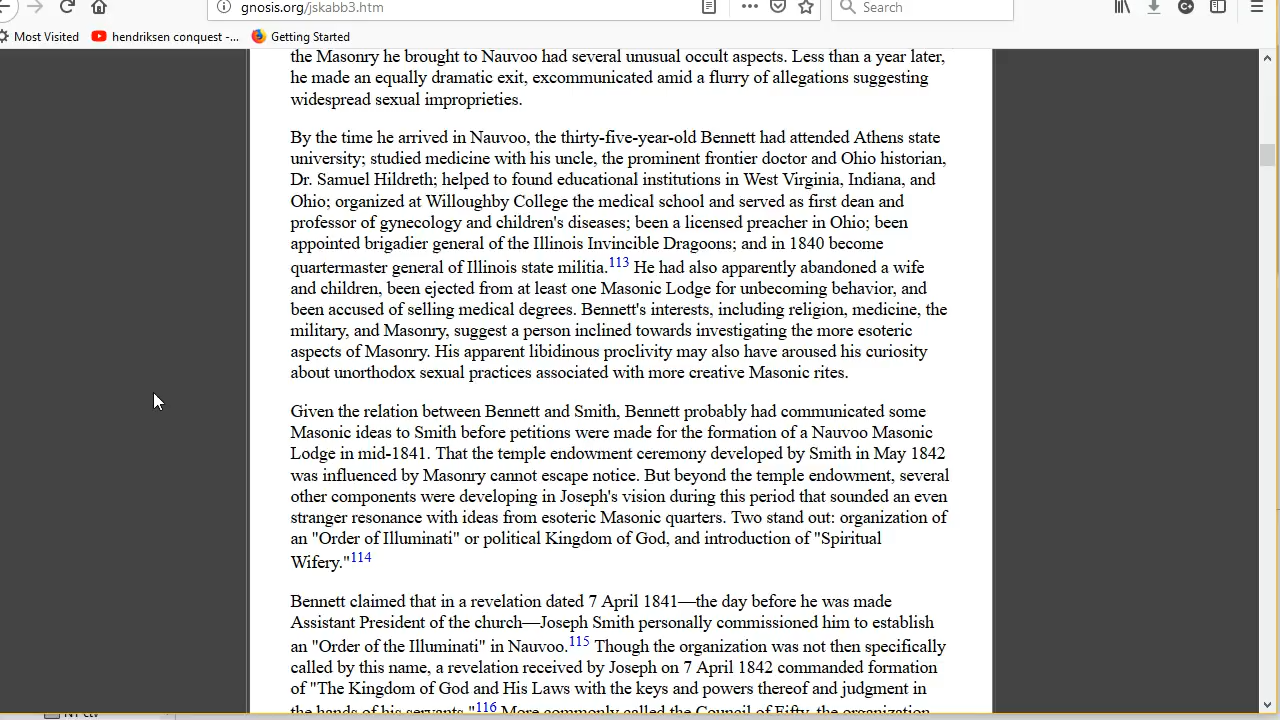 gnosis.org/jskabb3.htm
Search
Most Visited
hendriksen conquest -...
Getting Started
the Masonry he brought to Nauvoo had several unusual occult aspects. Less than a year later,
he made an equally dramatic exit, excommunicated amid a flurry of allegations suggesting
widespread sexual improprieties.
By the time he arrived in Nauvoo, the thirty-five-year-old Bennett had attended Athens state
university; studied medicine with his uncle, the prominent frontier doctor and Ohio historian,
Dr. Samuel Hildreth; helped to found educational institutions in West Virginia, Indiana, and
Ohio; organized at Willoughby College the medical school and served as first dean and
professor of gynecology and children's diseases; been a licensed preacher in Ohio; been
appointed brigadier general of the Illinois Invincible Dragoons; and in 1840 become
quartermaster general of Illinois state militia.113 He had also apparently abandoned a wife
and children, been ejected from at least one Masonic Lodge for unbecoming behavior, and
been accused of selling medical degrees. Bennett's interests, including religion, medicine, the
military, and Masonry, suggest a person inclined towards investigating the more esoteric
aspects of Masonry. His apparent libidinous proclivity may also have aroused his curiosity
about unorthodox sexual practices associated with more creative Masonic rites.
Given the relation between Bennett and Smith, Bennett probably had communicated some
Masonic ideas to Smith before petitions were made for the formation of a Nauvoo Masonic
Lodge in mid-1841. That the temple endowment ceremony developed by Smith in May 1842
was influenced by Masonry cannot escape notice. But beyond the temple endowment, several
other components were developing in Joseph's vision during this period that sounded an even
stranger resonance with ideas from esoteric Masonic quarters. Two stand out: organization of
an "Order of Illuminati" or political Kingdom of God, and introduction of "Spiritual
Wifery."114
Bennett claimed that in a revelation dated 7 April 1841—the day before he was made
Assistant President of the church—Joseph Smith personally commissioned him to establish
an "Order of the Illuminati" in Nauvoo.115 Though the organization was not then specifically
called by this name, a revelation received by Joseph on 7 April 1842 commanded formation
of "The Kingdom of God and His Laws with the keys and powers thereof and judgment in
the hands of his servants."116 More commonly called the Council of Fifty, the organization